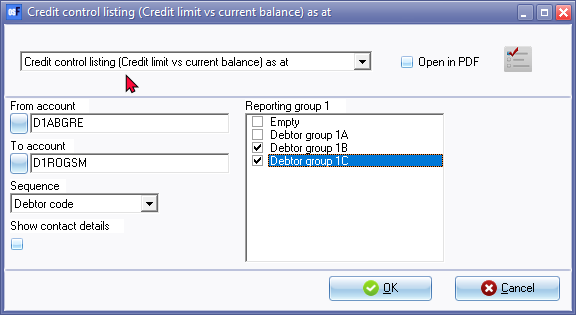 Credit control listing (Credit limit vs current balance) as at
Credit control listing (Credit limit vs current balance) as at
Open in PDF
From account
D1ABGRE
To account
D1ROGSM
Sequence
Debtor code
Show contact details
Reporting group 1
Empty
Debtor group 1A
Debtor group 1B
Debtor group 1C
OK
Cancel